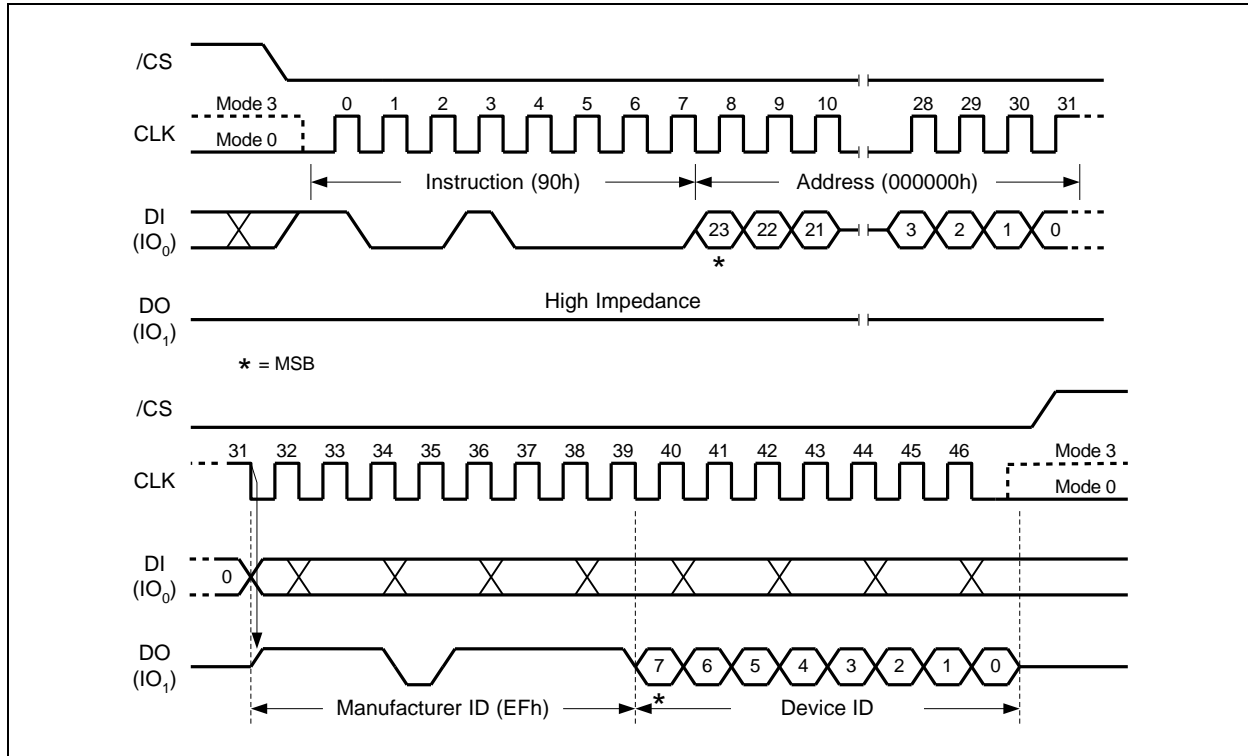 /CS
Mode 3
0 1 2 3 4 5 6 7 8 9 10 28 29 30 31
CLK
Mode 0
Instruction (90h) Address (000000h)
DI
(IO0)
23 22 21 3 2 1 0
*
High Impedance
DO
(IO1)
* = MSB
/CS
31 32 33 34 35 36 37 38 39 40 41 42 43 44 45 46
Mode 3
CLK
Mode 0
DI
(IO0)
0
DO
(IO1)
7 6 5 4 3 2 1 0
*
Manufacturer ID (EFh) Device ID